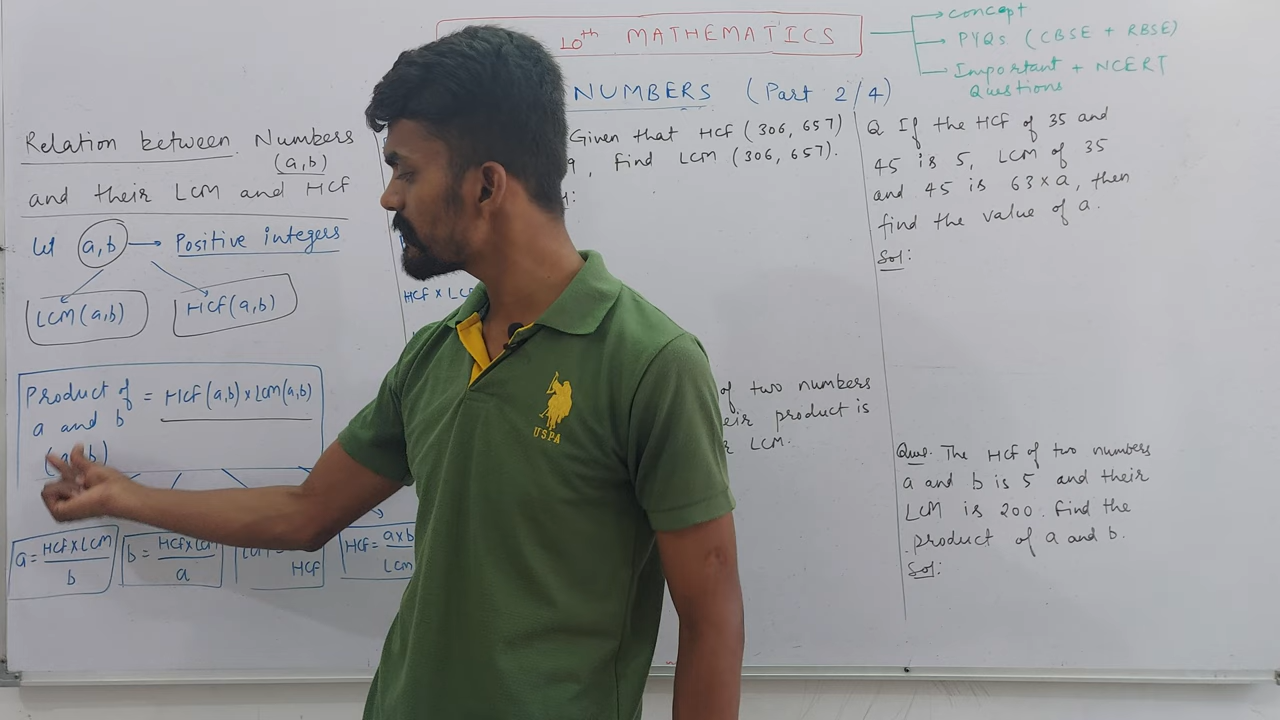 10th MATHEMATICS
concept
PYQs (CBSE + RBSE)
Important + NCERT
Questions
NUMBERS (Part 2/4)
Relation between Numbers
(a,b)
and their LCM and HCF
let a,b → Positive integers
LCM(a,b)
HCF(a,b)
Product of = HCF(a,b) × LCM(a,b)
a and b
a = HCF × LCM / b
b = HCF × LCM / a
LCM =
HCF
HCF = a×b / LCM
Given that HCF (306, 657)
9, Find LCM (306, 657).
HCF × LC
of two numbers
product is
LCM.
Q If the HCF of 35 and
45 is 5, LCM of 35
and 45 is 63 × a, then
find the value of a.
Sol:
Ques. The HCF of two numbers
a and b is 5 and their
LCM is 200. Find the
product of a and b.
Sol:
USPA